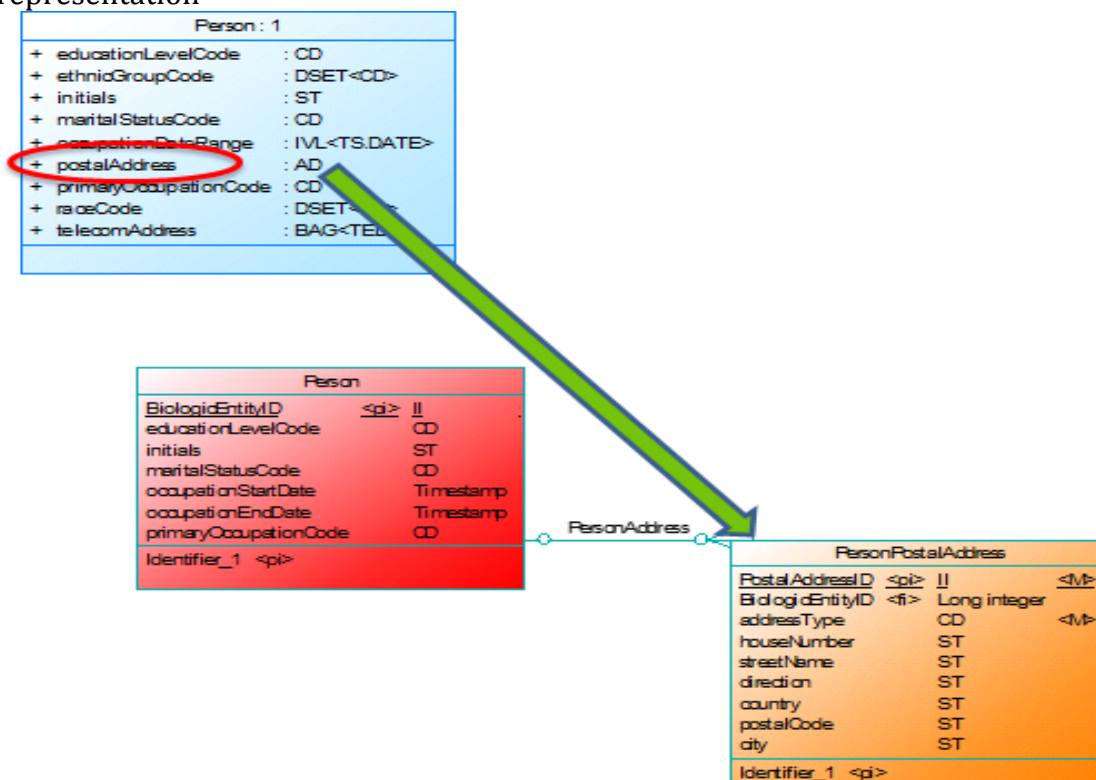 representation
Person : 1
+ educationLevelCode : CD
+ ethnicGroupCode : DSET<CD>
+ initials : ST
+ maritalStatusCode : CD
+ occupationDateRange : IVL<TS.DATE>
+ postalAddress : AD
+ primaryOccupationCode : CD
+ raceCode : DSET<
+ telecomAddress : BAG<TEL
Person
BiologicEntityID <pi> II
educationLevelCode CD
initials ST
maritalStatusCode CD
occupationStartDate Timestamp
occupationEndDate Timestamp
primaryOccupationCode CD
Identifier_1 <pi>
PersonAddress
PersonPostalAddress
PostalAddressID <pi> II <M>
BiologicEntityID <fi> Long integer
addressType CD <M>
houseNumber ST
streetName ST
direction ST
country ST
postalCode ST
city ST
Identifier_1 <pi>